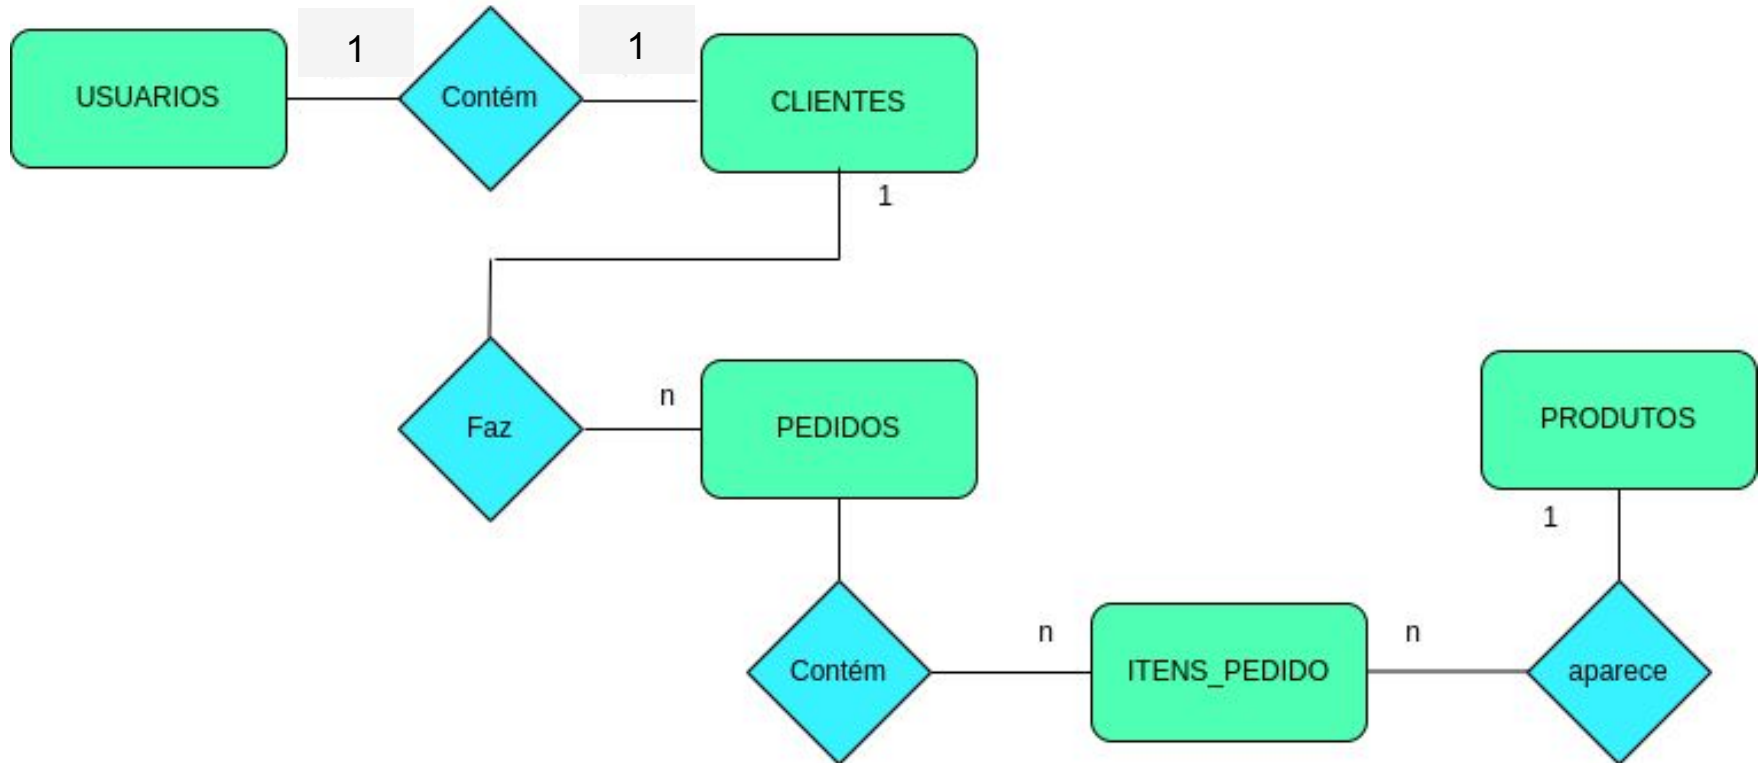 USUARIOS
1
Contém
1
CLIENTES
1
Faz
n
PEDIDOS
PRODUTOS
1
Contém
n
ITENS_PEDIDO
n
aparece